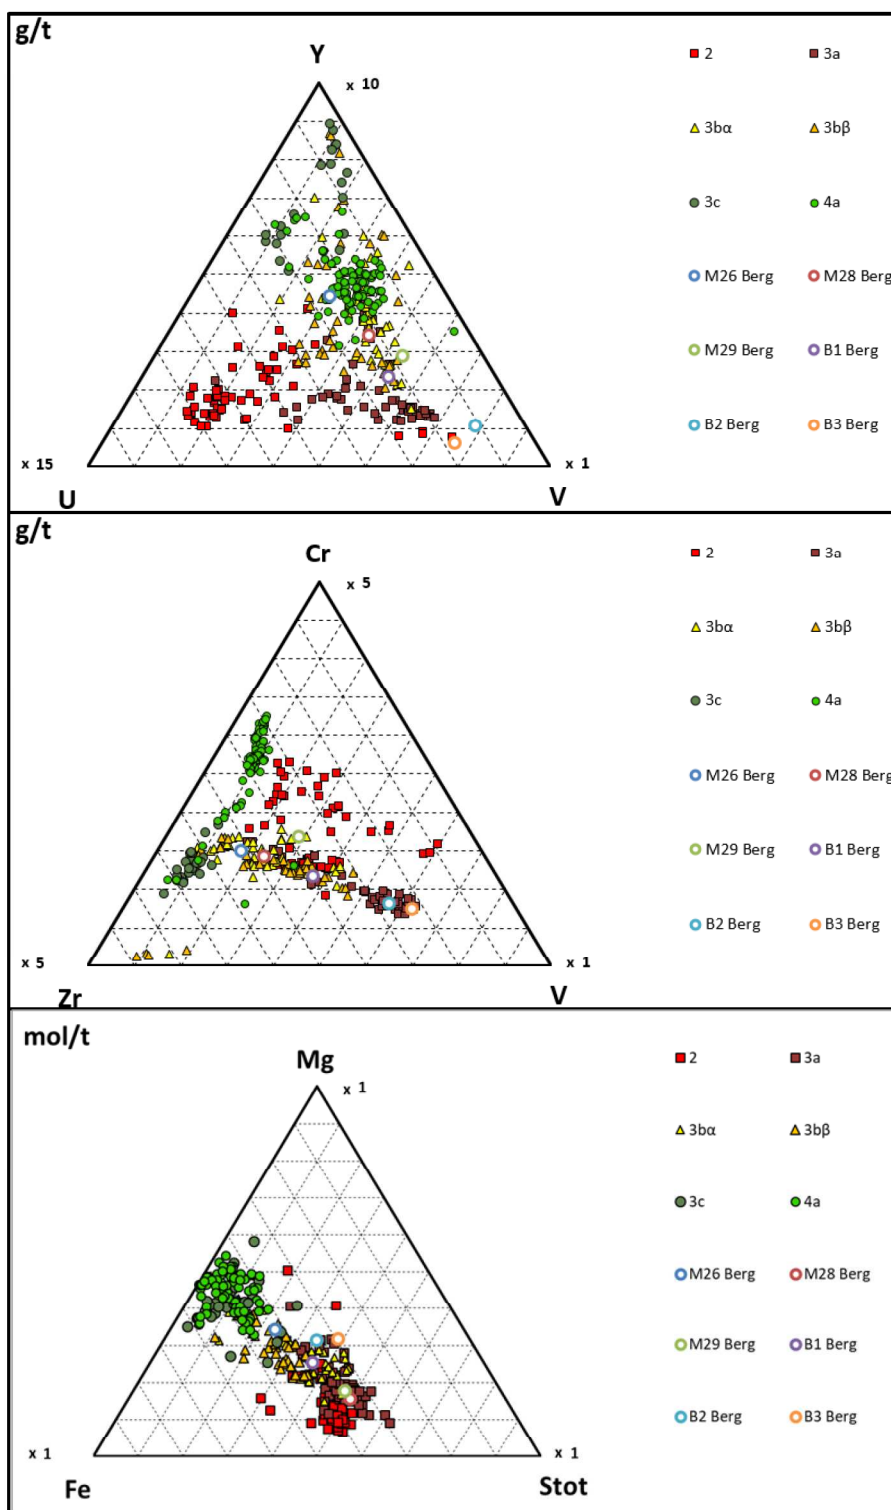 g/t
Y
x 10
x 15
x 1
U
V
2
3a
3bα
3bβ
3c
4a
M26 Berg
M28 Berg
M29 Berg
B1 Berg
B2 Berg
B3 Berg
g/t
Cr
x 5
x 5
x 1
Zr
V
2
3a
3bα
3bβ
3c
4a
M26 Berg
M28 Berg
M29 Berg
B1 Berg
B2 Berg
B3 Berg
mol/t
Mg
x 1
x 1
x 1
Fe
Stot
2
3a
3bα
3bβ
3c
4a
M26 Berg
M28 Berg
M29 Berg
B1 Berg
B2 Berg
B3 Berg